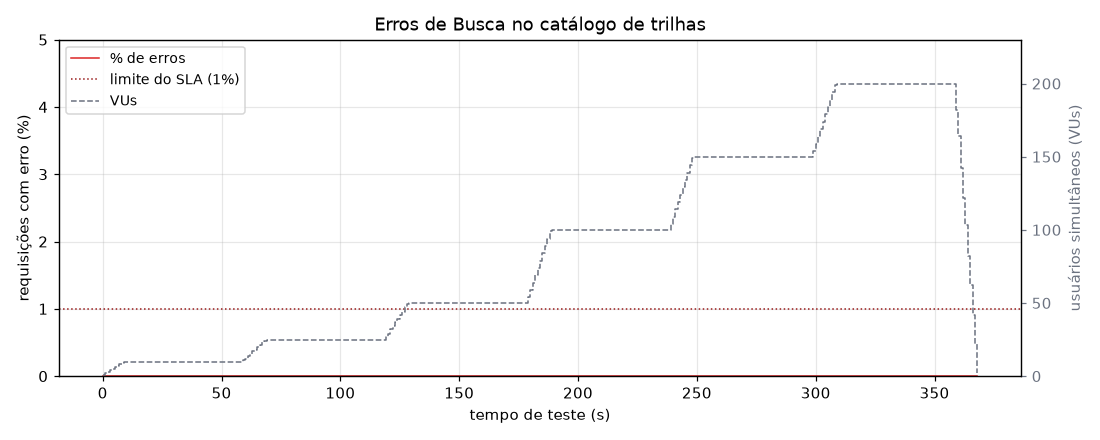 Erros de Busca no catálogo de trilhas
% de erros
limite do SLA (1%)
VUs
requisições com erro (%)
5
4
3
2
1
0
200
150
100
50
0
usuários simultâneos (VUs)
0 50 100 150 200 250 300 350
tempo de teste (s)